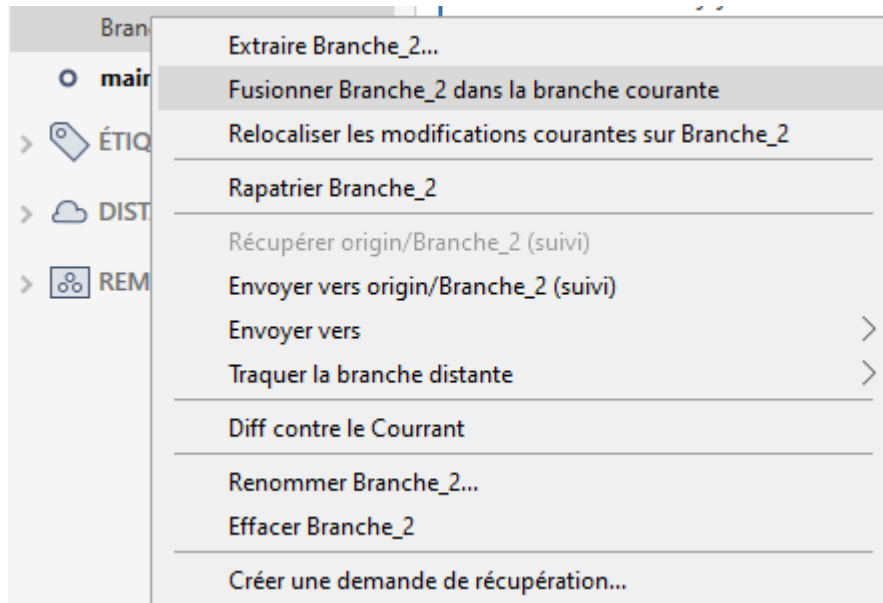 Extraire Branche_2...
Fusionner Branche_2 dans la branche courante
Relocaliser les modifications courantes sur Branche_2
Rapatrier Branche_2
Récupérer origin/Branche_2 (suivi)
Envoyer vers origin/Branche_2 (suivi)
Envoyer vers
Traquer la branche distante
Diff contre le Courrant
Renommer Branche_2...
Effacer Branche_2
Créer une demande de récupération...
Bran
main
ÉTIQ
DIST
REM